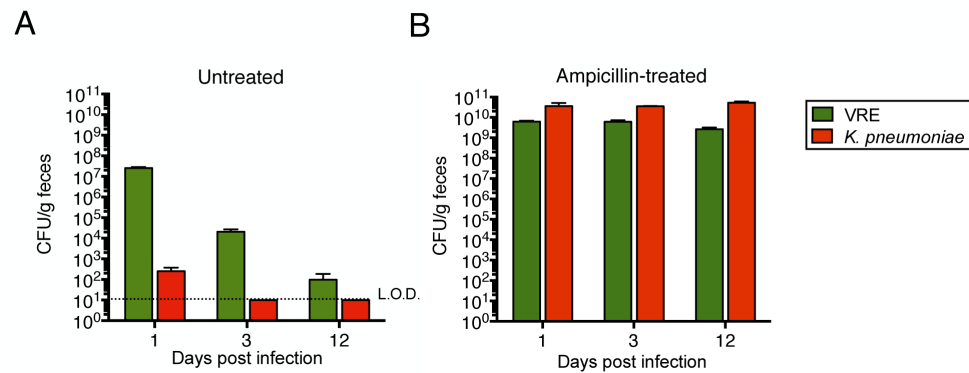 A
Untreated
CFU/g feces
10¹¹
10¹⁰
10⁹
10⁸
10⁷
10⁶
10⁵
10⁴
10³
10²
10¹
10⁰
L.O.D.
1 3 12
Days post infection
B
Ampicillin-treated
CFU/g feces
10¹¹
10¹⁰
10⁹
10⁸
10⁷
10⁶
10⁵
10⁴
10³
10²
10¹
10⁰
1 3 12
Days post infection
VRE
K. pneumoniae